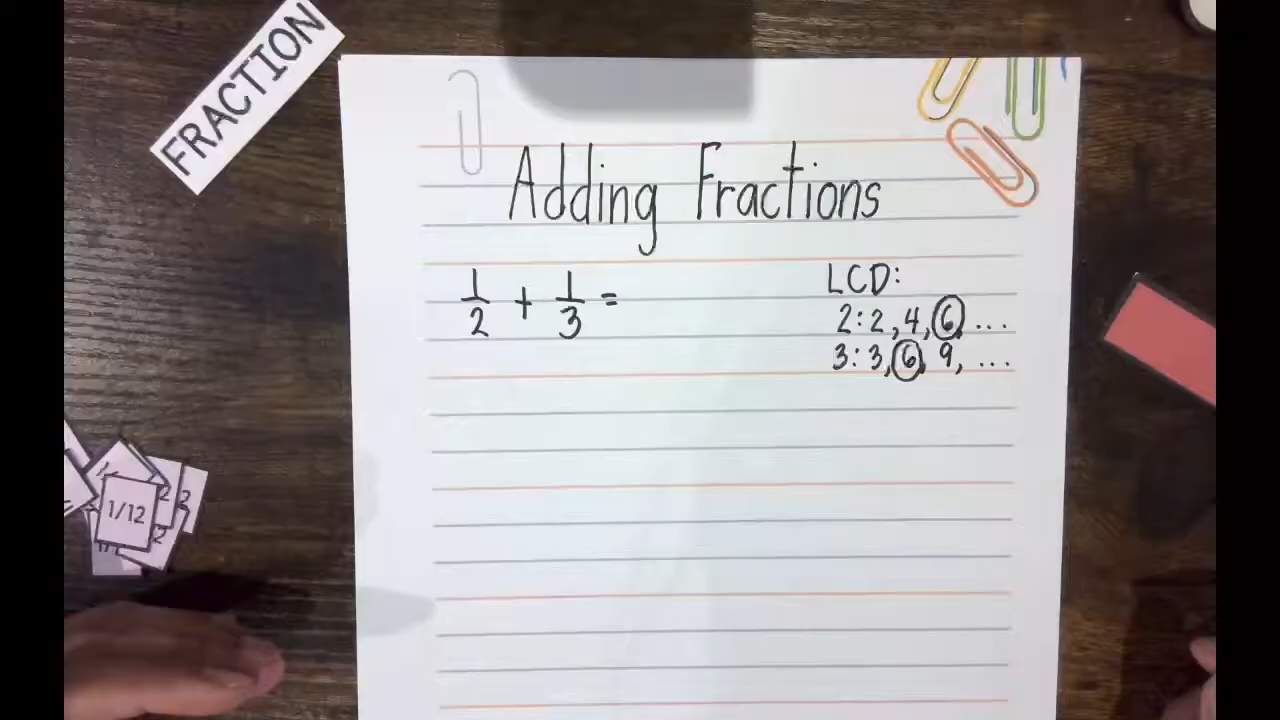 FRACTION
Adding Fractions
1/2 + 1/3 =
LCD:
2: 2, 4, 6, ...
3: 3, 6, 9, ...
1/12